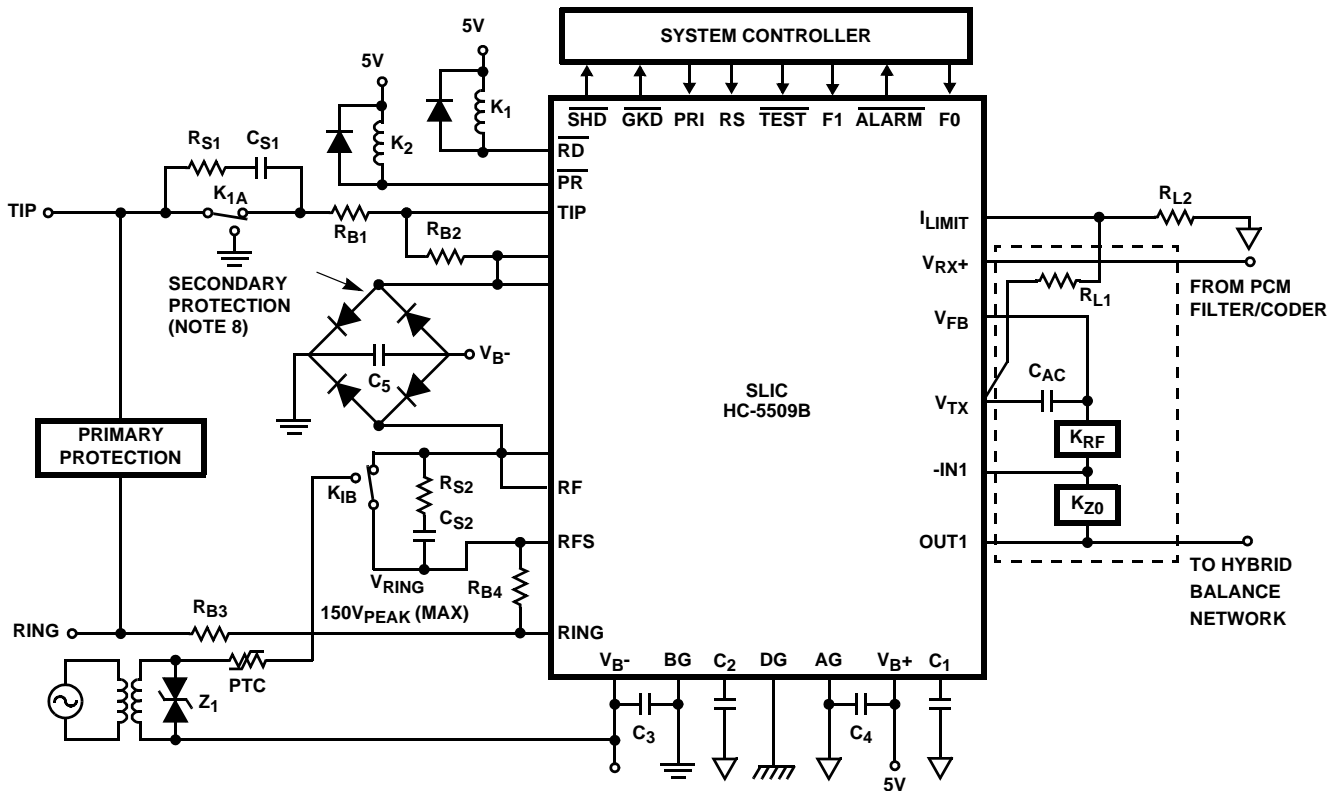 SYSTEM CONTROLLER
5V
5V
K1
K2
SHD GKD PRI RS TEST F1 ALARM F0
RD
PR
RS1 CS1
K1A
TIP
TIP
RB1
RB2
ILIMIT
RL2
VRX+
RL1
FROM PCM
FILTER/CODER
SECONDARY
PROTECTION
(NOTE 8)
VFB
VB-
C5
CAC
VTX
SLIC
HC-5509B
PRIMARY
PROTECTION
KRF
-IN1
KIB
RS2
RF
KZ0
CS2
RFS
OUT1
VRING
RB4
TO HYBRID
BALANCE
NETWORK
150VPEAK (MAX)
RB3
RING
RING
VB- BG C2 DG AG VB+ C1
PTC
Z1
C3
C4
5V